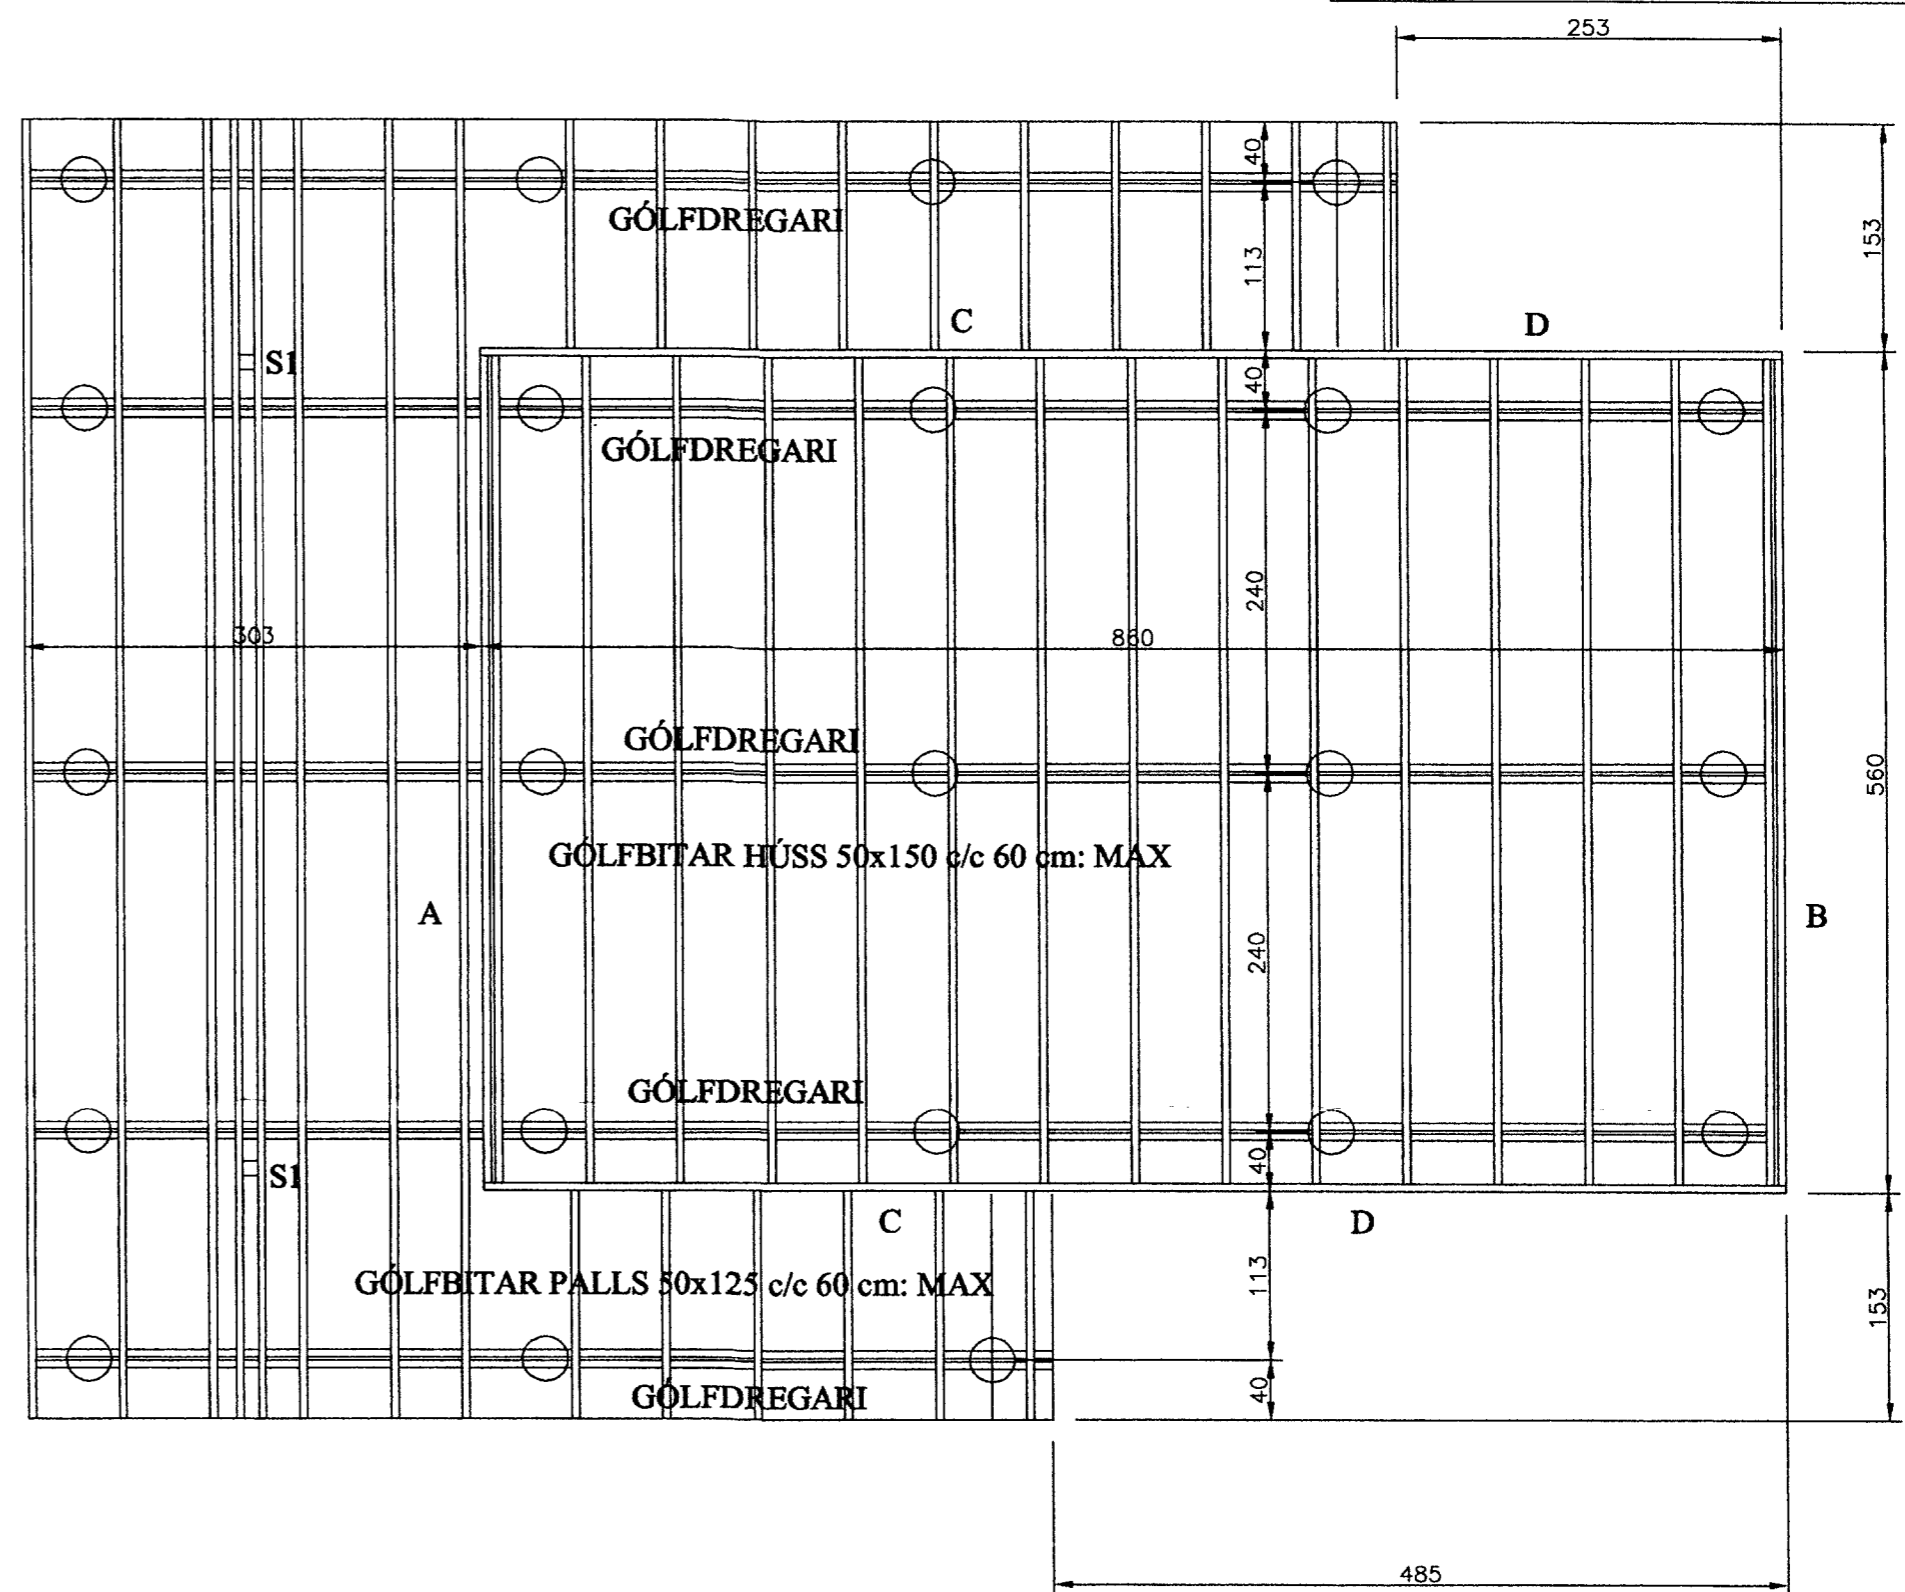 253
40
GÓLFDREGARI
113
153
C
D
S1
40
GÓLFDREGARI
240
303
860
GÓLFDREGARI
560
GÓLFBITAR HÚSS 50x150 c/c 60 cm: MAX
A
B
240
GÓLFDREGARI
40
S1
C
D
GÓLFBITAR PALLS 50x125 c/c 60 cm: MAX
113
153
GÓLFDREGARI
40
485